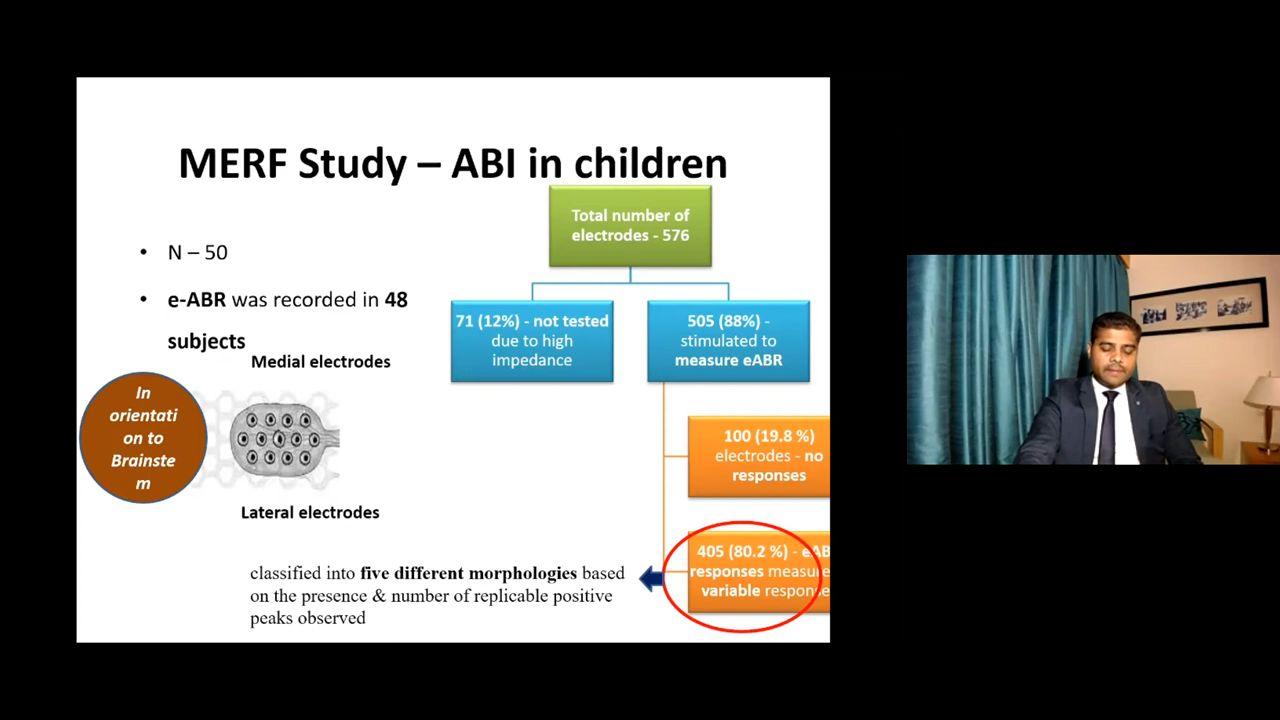 MERF Study – ABI in children
• N – 50
• e-ABR was recorded in 48
subjects
Medial electrodes
In
orientati
on to
Brainste
m
Lateral electrodes
Total number of
electrodes - 576
71 (12%) - not tested
due to high
impedance
505 (88%) -
stimulated to
measure eABR
100 (19.8 %)
electrodes - no
responses
405 (80.2 %) - eAB
responses measure
variable response
classified into five different morphologies based
on the presence & number of replicable positive
peaks observed